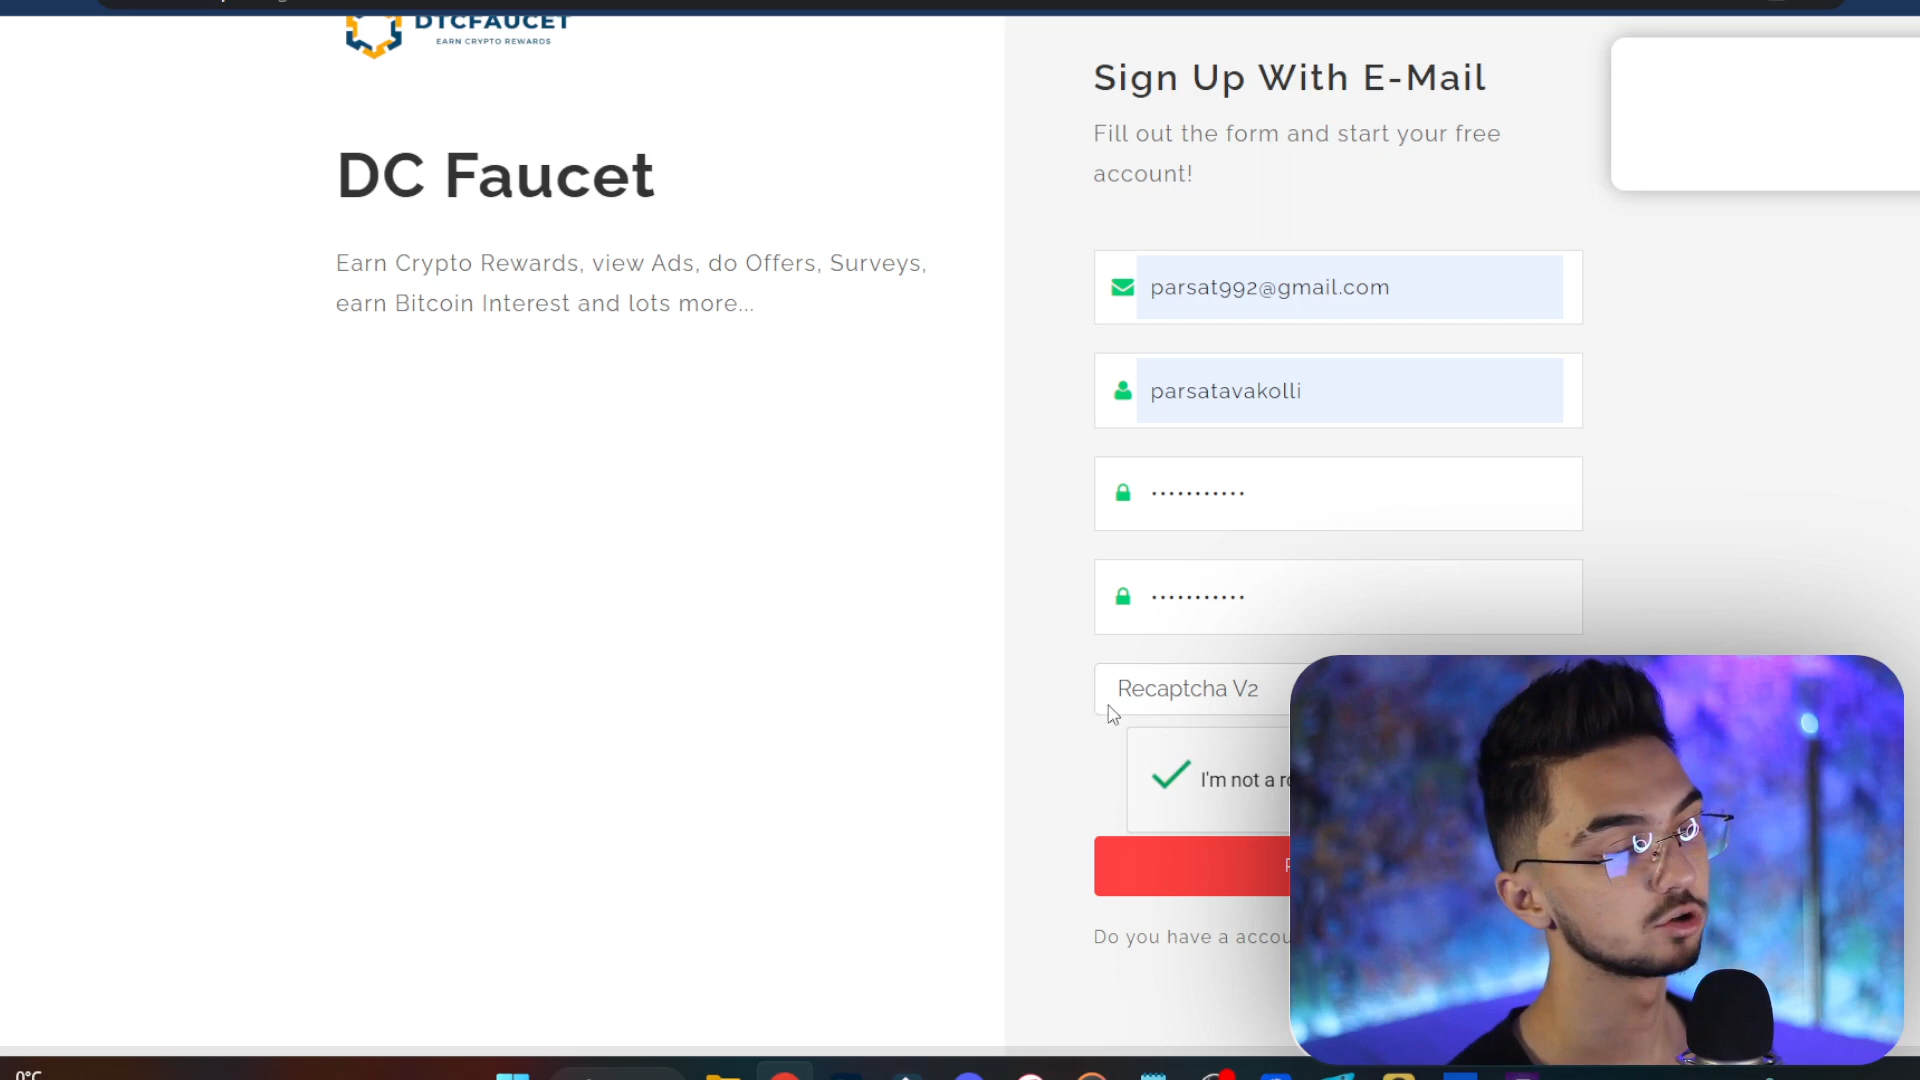 DTCFAUCET
EARN CRYPTO REWARDS
DC Faucet
Earn Crypto Rewards, view Ads, do Offers, Surveys,
earn Bitcoin Interest and lots more...
Sign Up With E-Mail
Fill out the form and start your free
account!
parsat992@gmail.com
parsatavakolli
•••••••••••
•••••••••••
Recaptcha V2
I'm not a
Do you have a
0°C